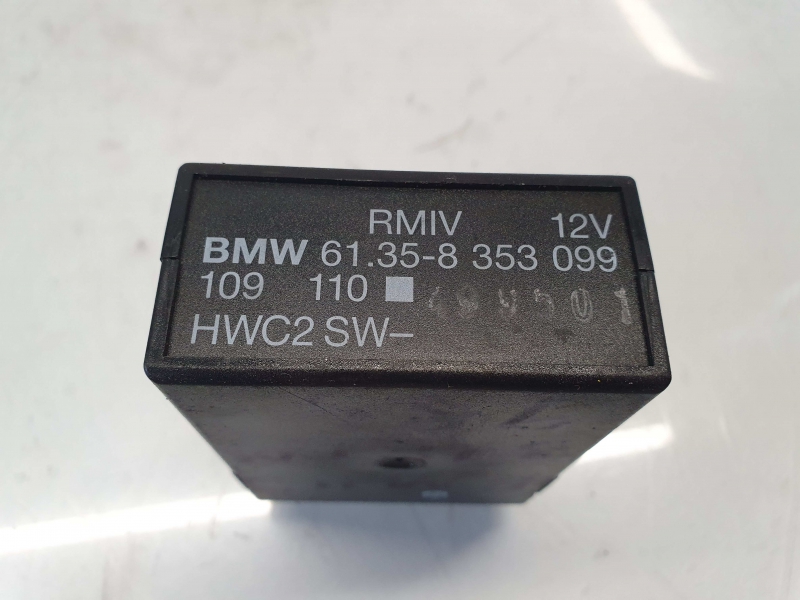 RMIV 12V
BMW 61.35-8 353 099
109 110
HWC2 SW-